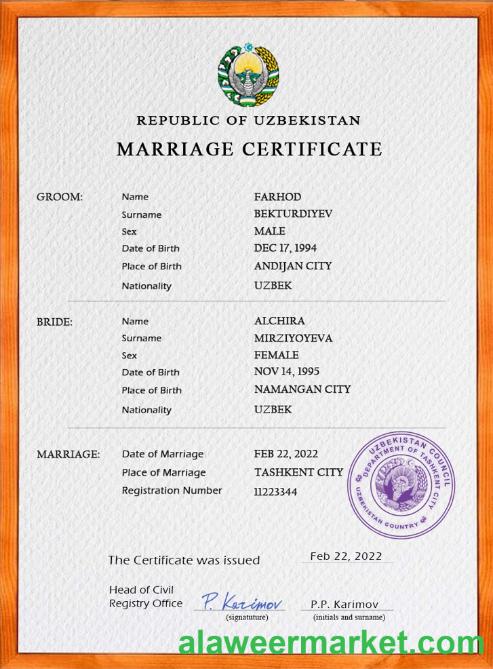 REPUBLIC OF UZBEKISTAN
MARRIAGE CERTIFICATE
GROOM: Name FARHOD
Surname BEKTURDIYEV
Sex MALE
Date of Birth DEC 17, 1994
Place of Birth ANDIJAN CITY
Nationality UZBEK
BRIDE: Name ALCHIRA
Surname MIRZIYOYEVA
Sex FEMALE
Date of Birth NOV 14, 1995
Place of Birth NAMANGAN CITY
Nationality UZBEK
MARRIAGE: Date of Marriage FEB 22, 2022
Place of Marriage TASHKENT CITY
Registration Number 11223344
UZBEKISTAN COUNCIL
DEPARTMENT OF TASHKENT CITY
UZBEKISTAN COUNTRY
The Certificate was issued Feb 22, 2022
Head of Civil
Registry Office P. Karimov P.P. Karimov
(signatuture) (initials and surname)
alaweermarket.com